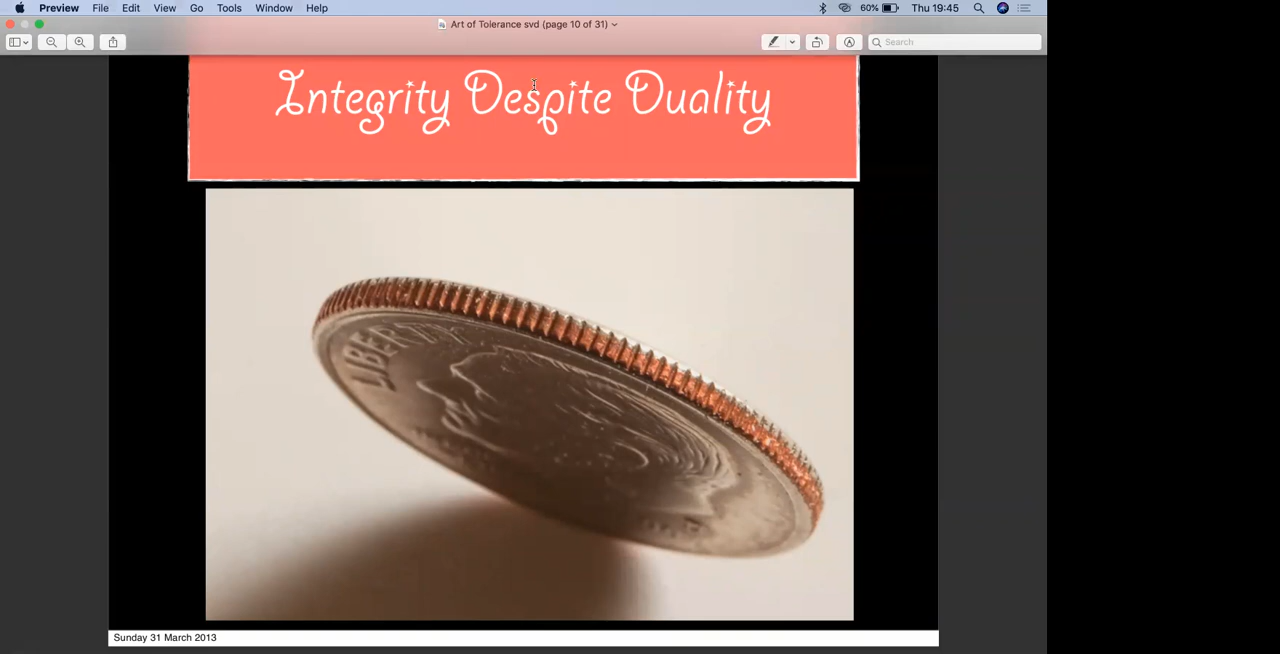 Preview File Edit View Go Tools Window Help 60% Thu 19:45
Art of Tolerance svd (page 10 of 31)
Search
Integrity Despite Duality
LIBERTY
Sunday 31 March 2013